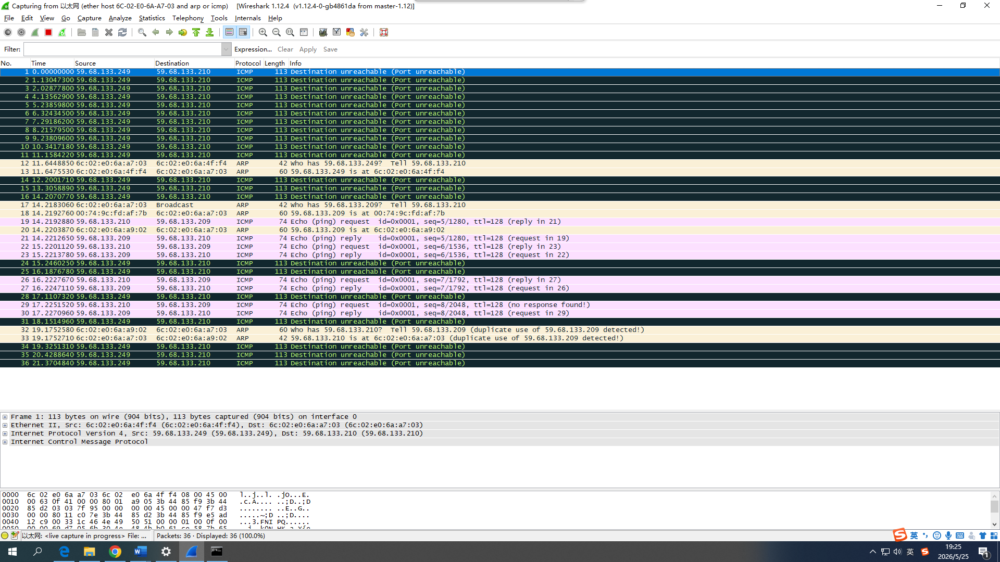 Capturing from 以太网 (ether host 6C-02-E0-6A-A7-03 and arp or icmp)    [Wireshark 1.12.4  (v1.12.4-0-gb4861da from master-1.12)]
File Edit View Go Capture Analyze Statistics Telephony Tools Internals Help
Filter: Expression... Clear Apply Save
No. Time Source Destination Protocol Length Info
1 0.00000000 59.68.133.249 59.68.133.210 ICMP 113 Destination unreachable (Port unreachable)
2 1.13047300 59.68.133.249 59.68.133.210 ICMP 113 Destination unreachable (Port unreachable)
3 2.02877800 59.68.133.249 59.68.133.210 ICMP 113 Destination unreachable (Port unreachable)
4 4.13562900 59.68.133.249 59.68.133.210 ICMP 113 Destination unreachable (Port unreachable)
5 5.23859800 59.68.133.249 59.68.133.210 ICMP 113 Destination unreachable (Port unreachable)
6 6.32434500 59.68.133.249 59.68.133.210 ICMP 113 Destination unreachable (Port unreachable)
7 7.29186200 59.68.133.249 59.68.133.210 ICMP 113 Destination unreachable (Port unreachable)
8 8.21579500 59.68.133.249 59.68.133.210 ICMP 113 Destination unreachable (Port unreachable)
9 9.23809600 59.68.133.249 59.68.133.210 ICMP 113 Destination unreachable (Port unreachable)
10 10.3417180 59.68.133.249 59.68.133.210 ICMP 113 Destination unreachable (Port unreachable)
11 11.1584220 59.68.133.249 59.68.133.210 ICMP 113 Destination unreachable (Port unreachable)
12 11.6448850 6c:02:e0:6a:a7:03 6c:02:e0:6a:4f:f4 ARP 42 Who has 59.68.133.249?  Tell 59.68.133.210
13 11.6475530 6c:02:e0:6a:4f:f4 6c:02:e0:6a:a7:03 ARP 60 59.68.133.249 is at 6c:02:e0:6a:4f:f4
14 12.2001710 59.68.133.249 59.68.133.210 ICMP 113 Destination unreachable (Port unreachable)
15 13.3058890 59.68.133.249 59.68.133.210 ICMP 113 Destination unreachable (Port unreachable)
16 14.2070770 59.68.133.249 59.68.133.210 ICMP 113 Destination unreachable (Port unreachable)
17 14.2183060 6c:02:e0:6a:a7:03 Broadcast ARP 42 Who has 59.68.133.209?  Tell 59.68.133.210
18 14.2192760 00:74:9c:fd:af:7b 6c:02:e0:6a:a7:03 ARP 60 59.68.133.209 is at 00:74:9c:fd:af:7b
19 14.2192880 59.68.133.210 59.68.133.209 ICMP 74 Echo (ping) request  id=0x0001, seq=5/1280, ttl=128 (reply in 21)
20 14.2203870 6c:02:e0:6a:a9:02 6c:02:e0:6a:a7:03 ARP 60 59.68.133.209 is at 6c:02:e0:6a:a9:02
21 14.2212650 59.68.133.209 59.68.133.210 ICMP 74 Echo (ping) reply    id=0x0001, seq=5/1280, ttl=128 (request in 19)
22 15.2201120 59.68.133.210 59.68.133.209 ICMP 74 Echo (ping) request  id=0x0001, seq=6/1536, ttl=128 (reply in 23)
23 15.2213780 59.68.133.209 59.68.133.210 ICMP 74 Echo (ping) reply    id=0x0001, seq=6/1536, ttl=128 (request in 22)
24 15.2460250 59.68.133.249 59.68.133.210 ICMP 113 Destination unreachable (Port unreachable)
25 16.1876780 59.68.133.249 59.68.133.210 ICMP 113 Destination unreachable (Port unreachable)
26 16.2227670 59.68.133.210 59.68.133.209 ICMP 74 Echo (ping) request  id=0x0001, seq=7/1792, ttl=128 (reply in 27)
27 16.2247110 59.68.133.209 59.68.133.210 ICMP 74 Echo (ping) reply    id=0x0001, seq=7/1792, ttl=128 (request in 26)
28 17.1107320 59.68.133.249 59.68.133.210 ICMP 113 Destination unreachable (Port unreachable)
29 17.2251520 59.68.133.210 59.68.133.209 ICMP 74 Echo (ping) request  id=0x0001, seq=8/2048, ttl=128 (no response found!)
30 17.2270960 59.68.133.209 59.68.133.210 ICMP 74 Echo (ping) reply    id=0x0001, seq=8/2048, ttl=128 (request in 29)
31 18.1514960 59.68.133.249 59.68.133.210 ICMP 113 Destination unreachable (Port unreachable)
32 19.1752580 6c:02:e0:6a:a9:02 6c:02:e0:6a:a7:03 ARP 60 Who has 59.68.133.210?  Tell 59.68.133.209 (duplicate use of 59.68.133.209 detected!)
33 19.1752710 6c:02:e0:6a:a7:03 6c:02:e0:6a:a9:02 ARP 42 59.68.133.210 is at 6c:02:e0:6a:a7:03 (duplicate use of 59.68.133.209 detected!)
34 19.3251310 59.68.133.249 59.68.133.210 ICMP 113 Destination unreachable (Port unreachable)
35 20.4288640 59.68.133.249 59.68.133.210 ICMP 113 Destination unreachable (Port unreachable)
36 21.3704840 59.68.133.249 59.68.133.210 ICMP 113 Destination unreachable (Port unreachable)
Frame 1: 113 bytes on wire (904 bits), 113 bytes captured (904 bits) on interface 0
Ethernet II, Src: 6c:02:e0:6a:4f:f4 (6c:02:e0:6a:4f:f4), Dst: 6c:02:e0:6a:a7:03 (6c:02:e0:6a:a7:03)
Internet Protocol Version 4, Src: 59.68.133.249 (59.68.133.249), Dst: 59.68.133.210 (59.68.133.210)
Internet Control Message Protocol
0000  6c 02 e0 6a a7 03 6c 02  e0 6a 4f f4 08 00 45 00   l..j..l. .jO...E.
0010  00 63 0f 41 00 00 80 01  a9 05 3b 44 85 f9 3b 44   .c.A.... ..;D..;D
0020  85 d2 03 03 7f 95 00 00  00 00 45 00 00 47 f7 d3   ........ ..E..G..
0030  00 00 80 11 c0 7e 3b 44  85 d2 3b 44 85 f9 e5 ad   .....~;D ..;D....
0040  12 c9 00 33 1c 46 4e 49  50 51 00 00 01 00 0f 00   ...3.FNI PQ......
以太网: <live capture in progress> File: ... Packets: 36 · Displayed: 36 (100.0%)
英
英
19:25
2026/5/25
1